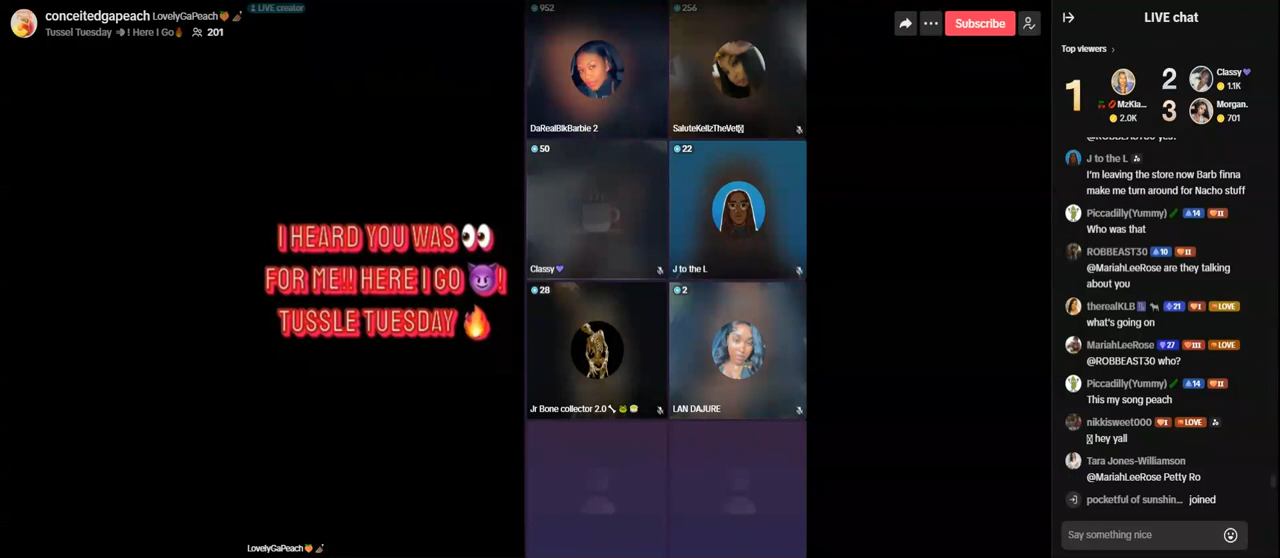 conceitedgapeach LovelyGaPeach🍑💅🏾
LIVE creator
Tussel Tuesday 💨 ! Here I Go🔥 201
Subscribe
952
DaRealBlkBarbie 2
256
SaluteKellzTheVet
50
Classy💜
22
J to the L
28
Jr Bone collector 2.0
2
LAN DAJURE
I HEARD YOU WAS 👀
FOR ME!! HERE I GO 😈!
TUSSLE TUESDAY 🔥
LovelyGaPeach🍑💅🏾
LIVE chat
Top viewers >
1
🍒💋MzKla...
2.0K
2
Classy💜
1.1K
3
Morgan.
701
J to the L
I'm leaving the store now Barb finna
make me turn around for Nacho stuff
Piccadilly(Yummy) 14 II
Who was that
ROBBEAST30 10 II
@MariahLeeRose are they talking
about you
therealKLB 21 I LOVE
what's going on
MariahLeeRose 27 III LOVE
@ROBBEAST30 who?
Piccadilly(Yummy) 14 II
This my song peach
nikkisweet000 I LOVE
hey yall
Tara Jones-Williamson
@MariahLeeRose Petty Ro
pocketful of sunshin... joined
Say something nice